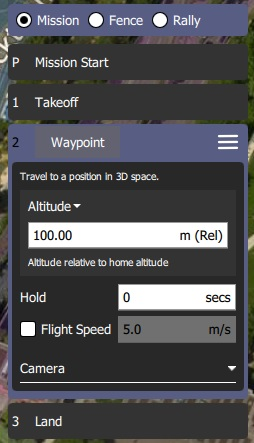 Mission Fence Rally
P Mission Start
1 Takeoff
2 Waypoint
Travel to a position in 3D space.
Altitude
100.00 m (Rel)
Altitude relative to home altitude
Hold 0 secs
Flight Speed 5.0 m/s
Camera
3 Land